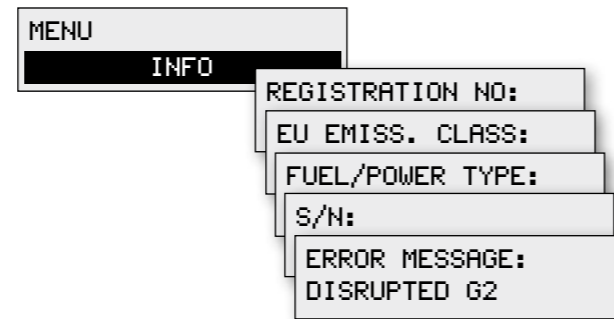 MENU
INFO
REGISTRATION NO:
EU EMISS. CLASS:
FUEL/POWER TYPE:
S/N:
ERROR MESSAGE:
DISRUPTED G2